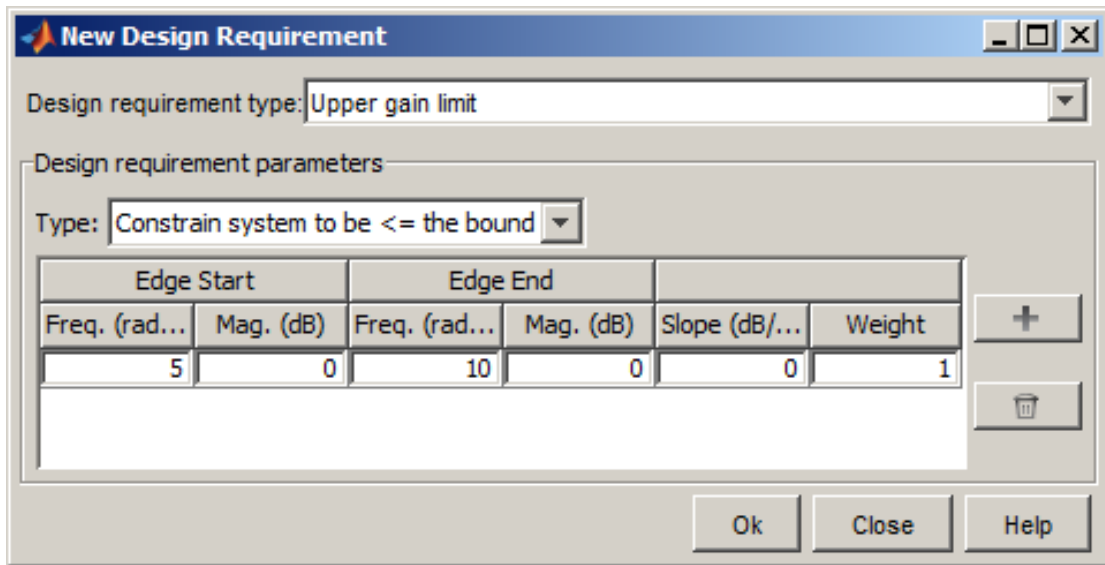 New Design Requirement
Design requirement type: Upper gain limit
Design requirement parameters
Type: Constrain system to be <= the bound
Edge Start Edge End
Freq. (rad... Mag. (dB) Freq. (rad... Mag. (dB) Slope (dB/... Weight
5 0 10 0 0 1
Ok Close Help